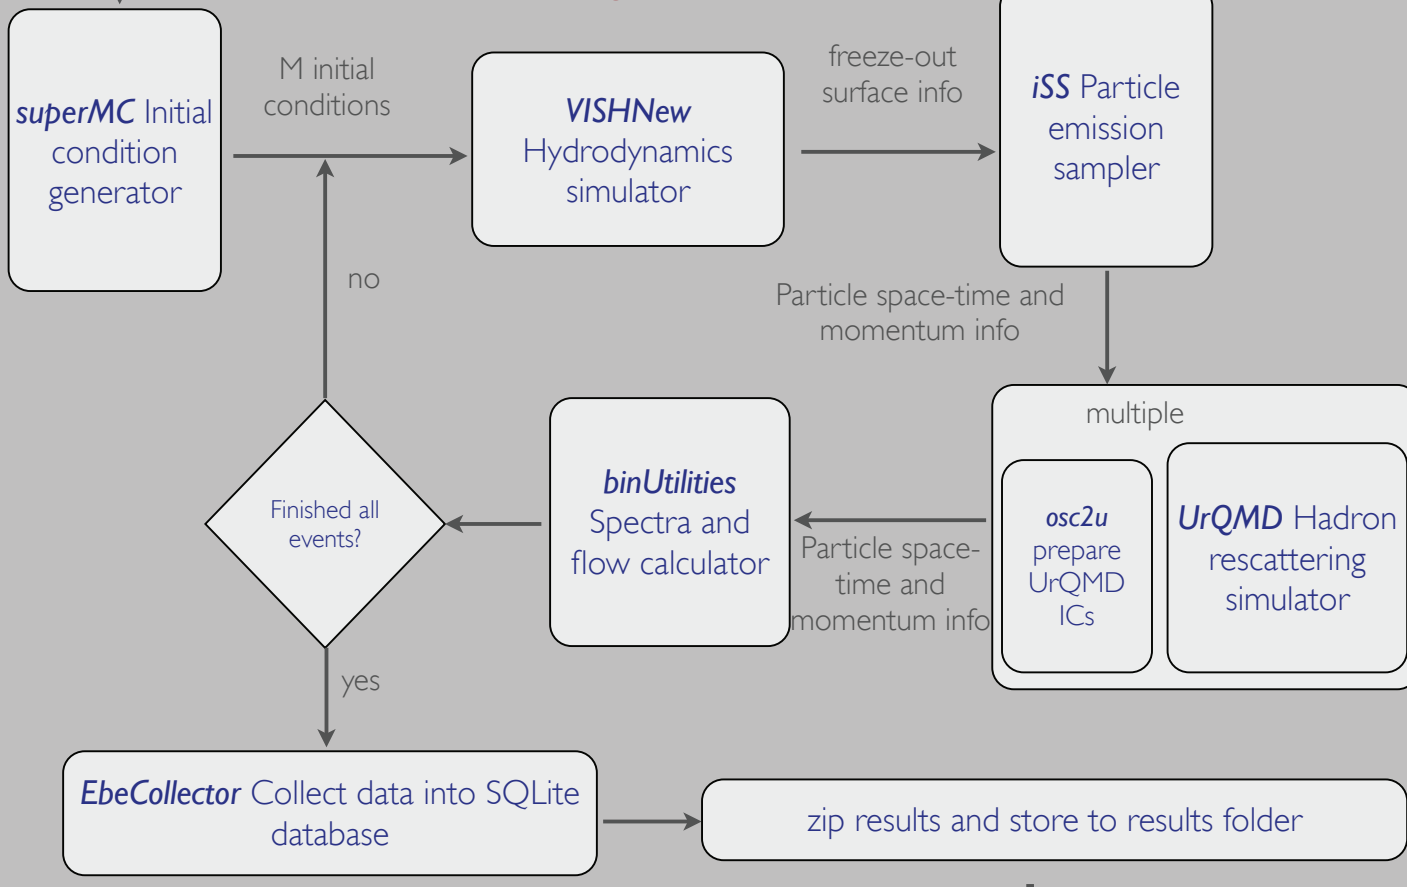 superMC Initial
condition
generator
M initial
conditions
VISHNew
Hydrodynamics
simulator
freeze-out
surface info
iSS Particle
emission
sampler
no
Particle space-time and
momentum info
multiple
osc2u
prepare
UrQMD
ICs
UrQMD Hadron
rescattering
simulator
Particle space-
time and
momentum info
binUtilities
Spectra and
flow calculator
Finished all
events?
yes
EbeCollector Collect data into SQLite
database
zip results and store to results folder